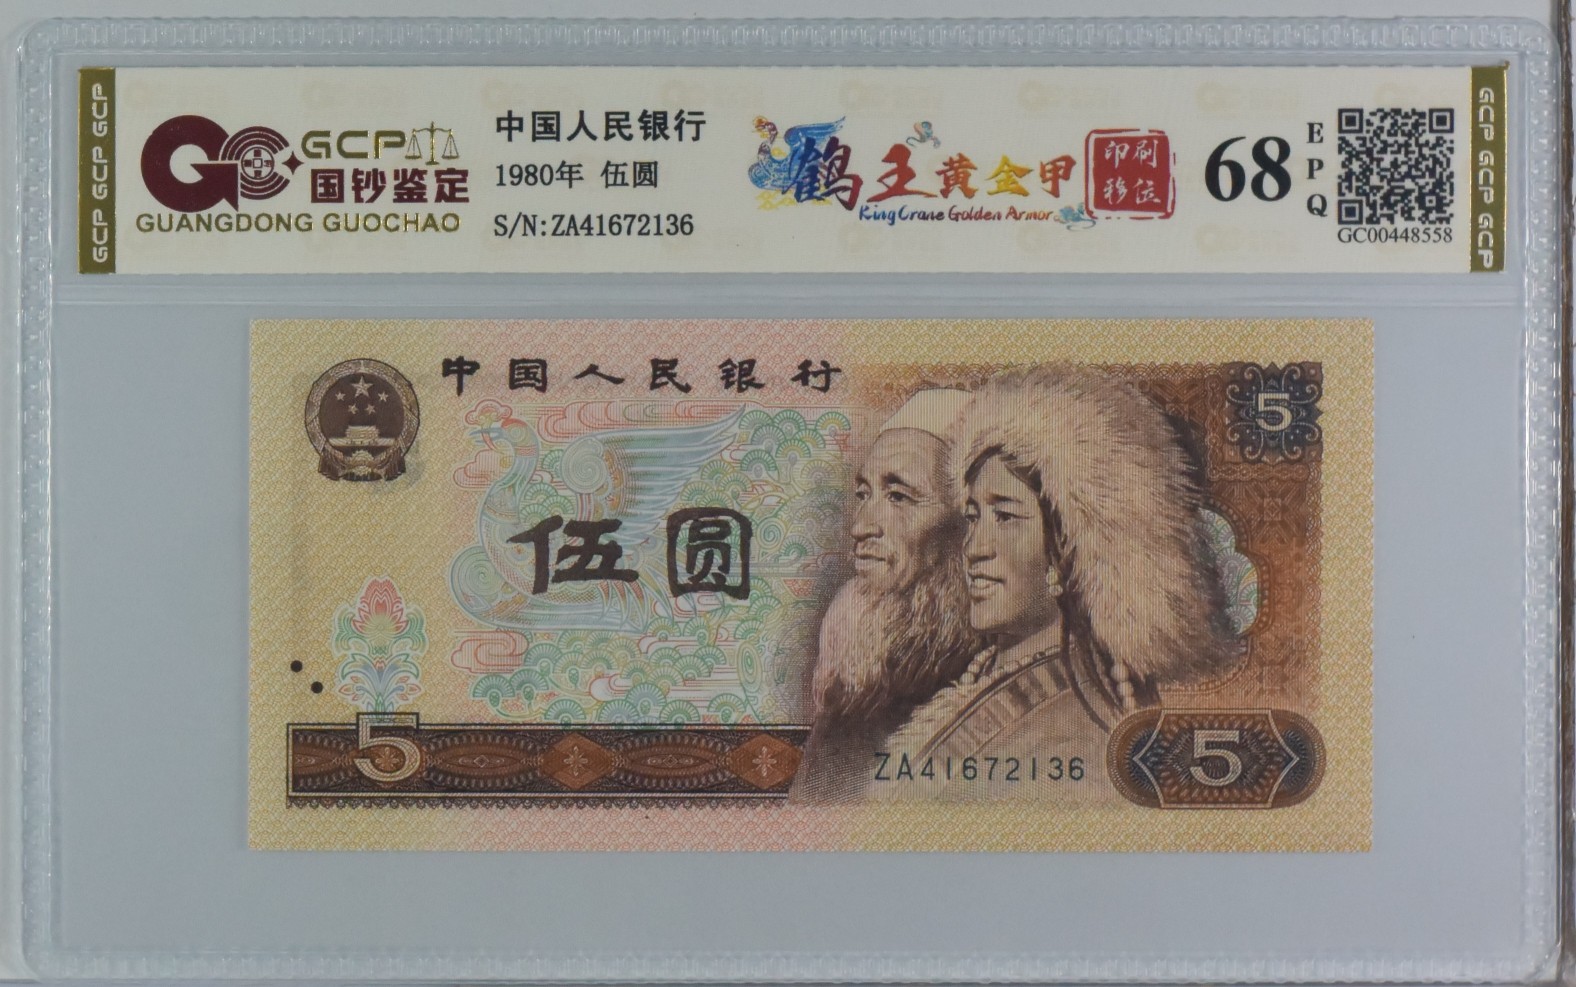 GCP GCP GCP
GCP
国钞鉴定
GUANGDONG GUOCHAO
中国人民银行
1980年 伍圆
S/N:ZA41672136
鹤王黄金甲
King Crane Golden Armor
印刷
移位
68
EPQ
GC00448558
GCP GCP GCP
中国人民银行
5
伍圆
5
ZA41672136
5